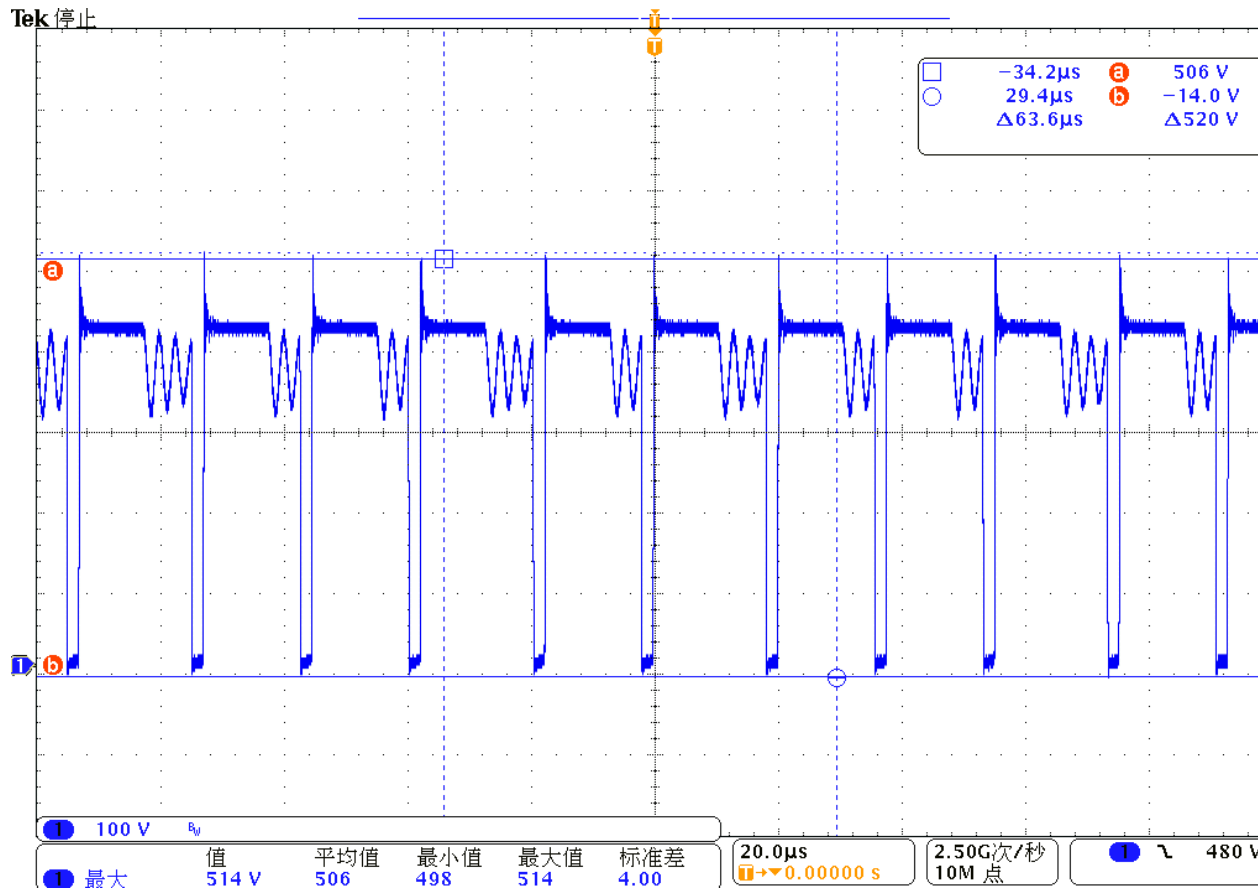 Tek 停止
T
T
−34.2µs a 506 V
29.4µs b −14.0 V
Δ63.6µs Δ520 V
a
1 b
1 100 V BW
值 平均值 最小值 最大值 标准差
1 最大 514 V 506 498 514 4.00
20.0µs
T→▼0.00000 s
2.50G次/秒
10M 点
1 480 V